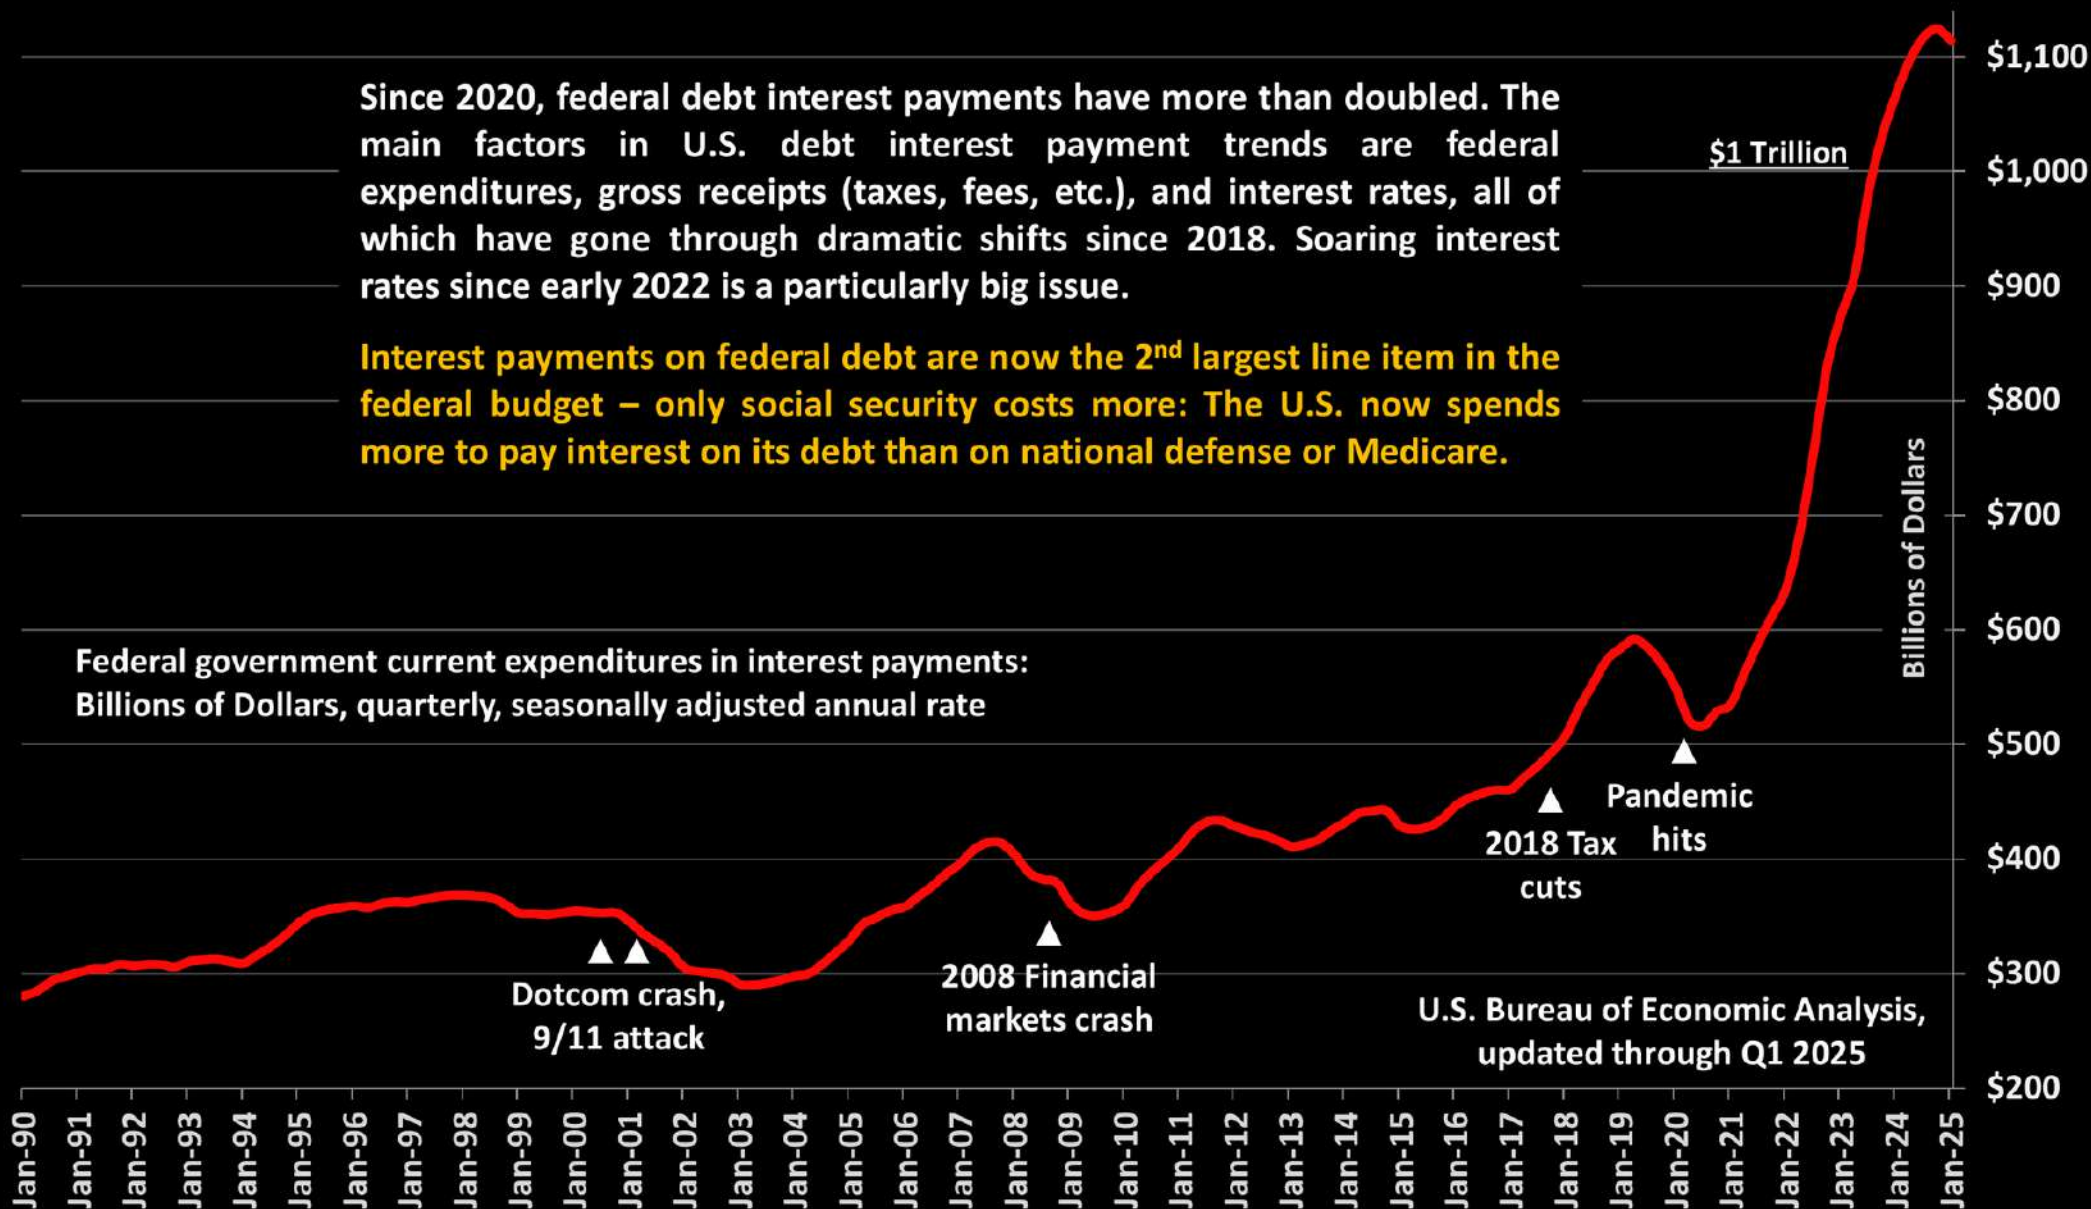 Since 2020, federal debt interest payments have more than doubled. The
main factors in U.S. debt interest payment trends are federal
expenditures, gross receipts (taxes, fees, etc.), and interest rates, all of
which have gone through dramatic shifts since 2018. Soaring interest
rates since early 2022 is a particularly big issue.
Interest payments on federal debt are now the 2nd largest line item in the
federal budget – only social security costs more: The U.S. now spends
more to pay interest on its debt than on national defense or Medicare.
$1 Trillion
Federal government current expenditures in interest payments:
Billions of Dollars, quarterly, seasonally adjusted annual rate
Dotcom crash,
9/11 attack
2008 Financial
markets crash
2018 Tax
cuts
Pandemic
hits
U.S. Bureau of Economic Analysis,
updated through Q1 2025
Billions of Dollars
$1,100
$1,000
$900
$800
$700
$600
$500
$400
$300
$200
Jan-90
Jan-91
Jan-92
Jan-93
Jan-94
Jan-95
Jan-96
Jan-97
Jan-98
Jan-99
Jan-00
Jan-01
Jan-02
Jan-03
Jan-04
Jan-05
Jan-06
Jan-07
Jan-08
Jan-09
Jan-10
Jan-11
Jan-12
Jan-13
Jan-14
Jan-15
Jan-16
Jan-17
Jan-18
Jan-19
Jan-20
Jan-21
Jan-22
Jan-23
Jan-24
Jan-25